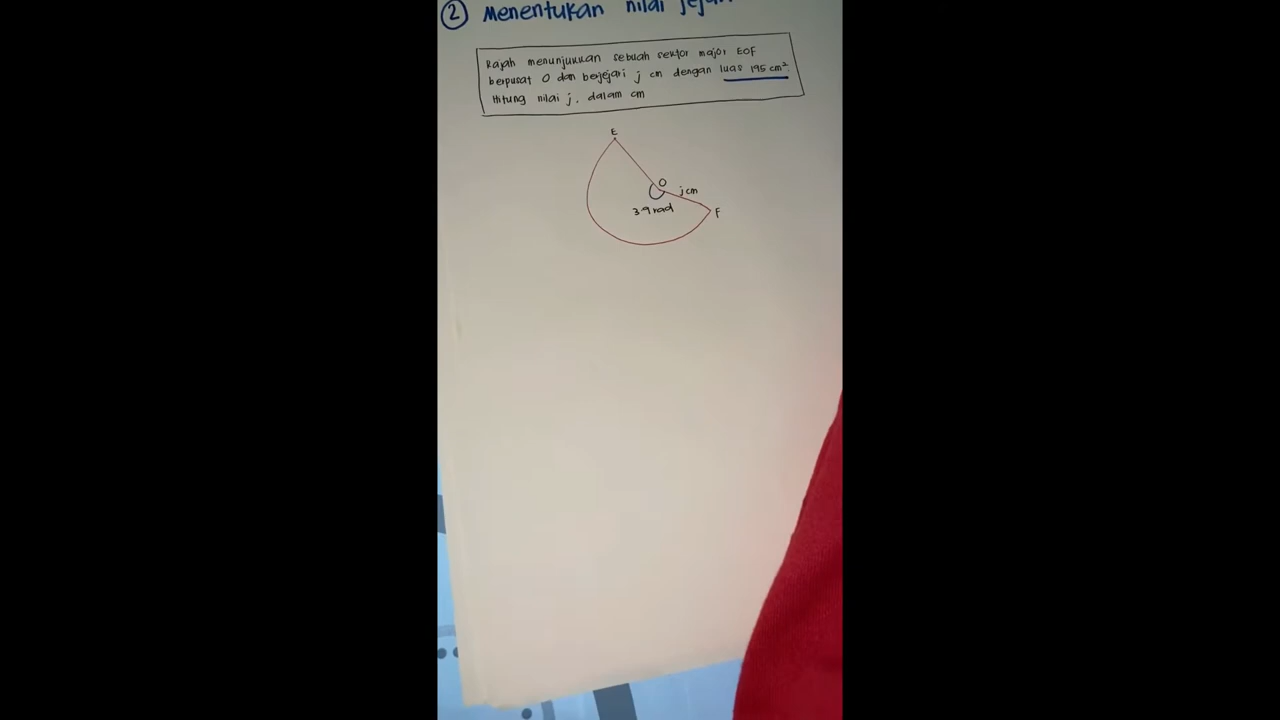 ② Menentukan nilai
Rajah menunjukkan sebuah sektor major EOF
berpusat O dan berjejari j cm dengan luas 195 cm²
Hitung nilai j, dalam cm
E
O
j cm
3.9 rad
F